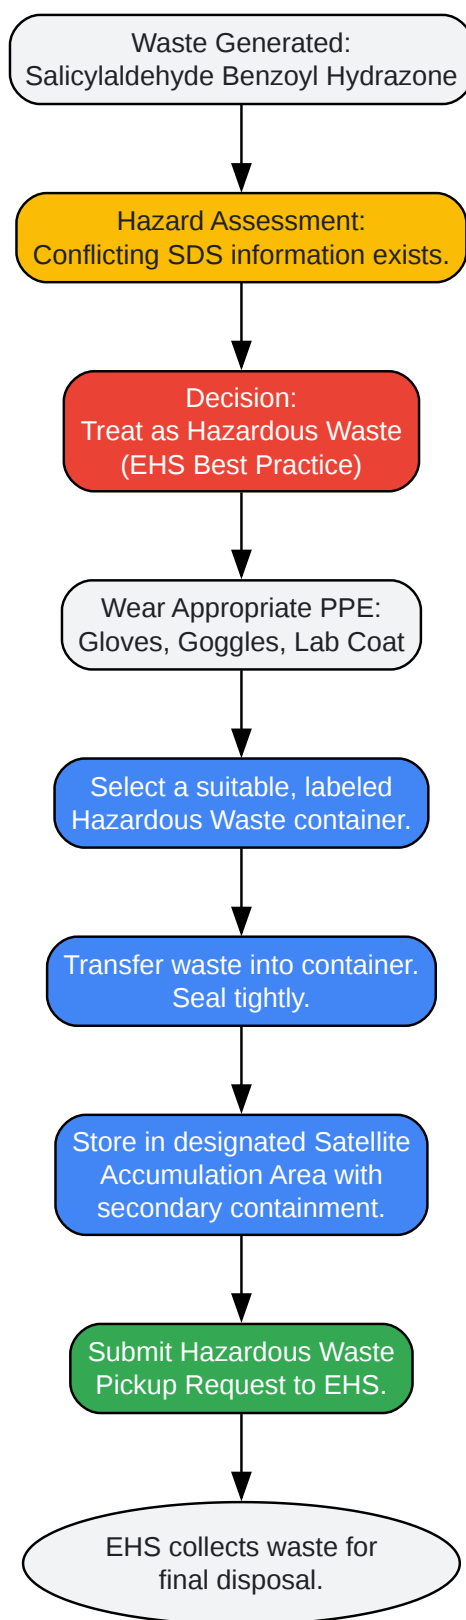 Waste Generated:
Salicylaldehyde Benzoyl Hydrazone
Hazard Assessment:
Conflicting SDS information exists.
Decision:
Treat as Hazardous Waste
(EHS Best Practice)
Wear Appropriate PPE:
Gloves, Goggles, Lab Coat
Select a suitable, labeled
Hazardous Waste container.
Transfer waste into container.
Seal tightly.
Store in designated Satellite
Accumulation Area with
secondary containment.
Submit Hazardous Waste
Pickup Request to EHS.
EHS collects waste for
final disposal.